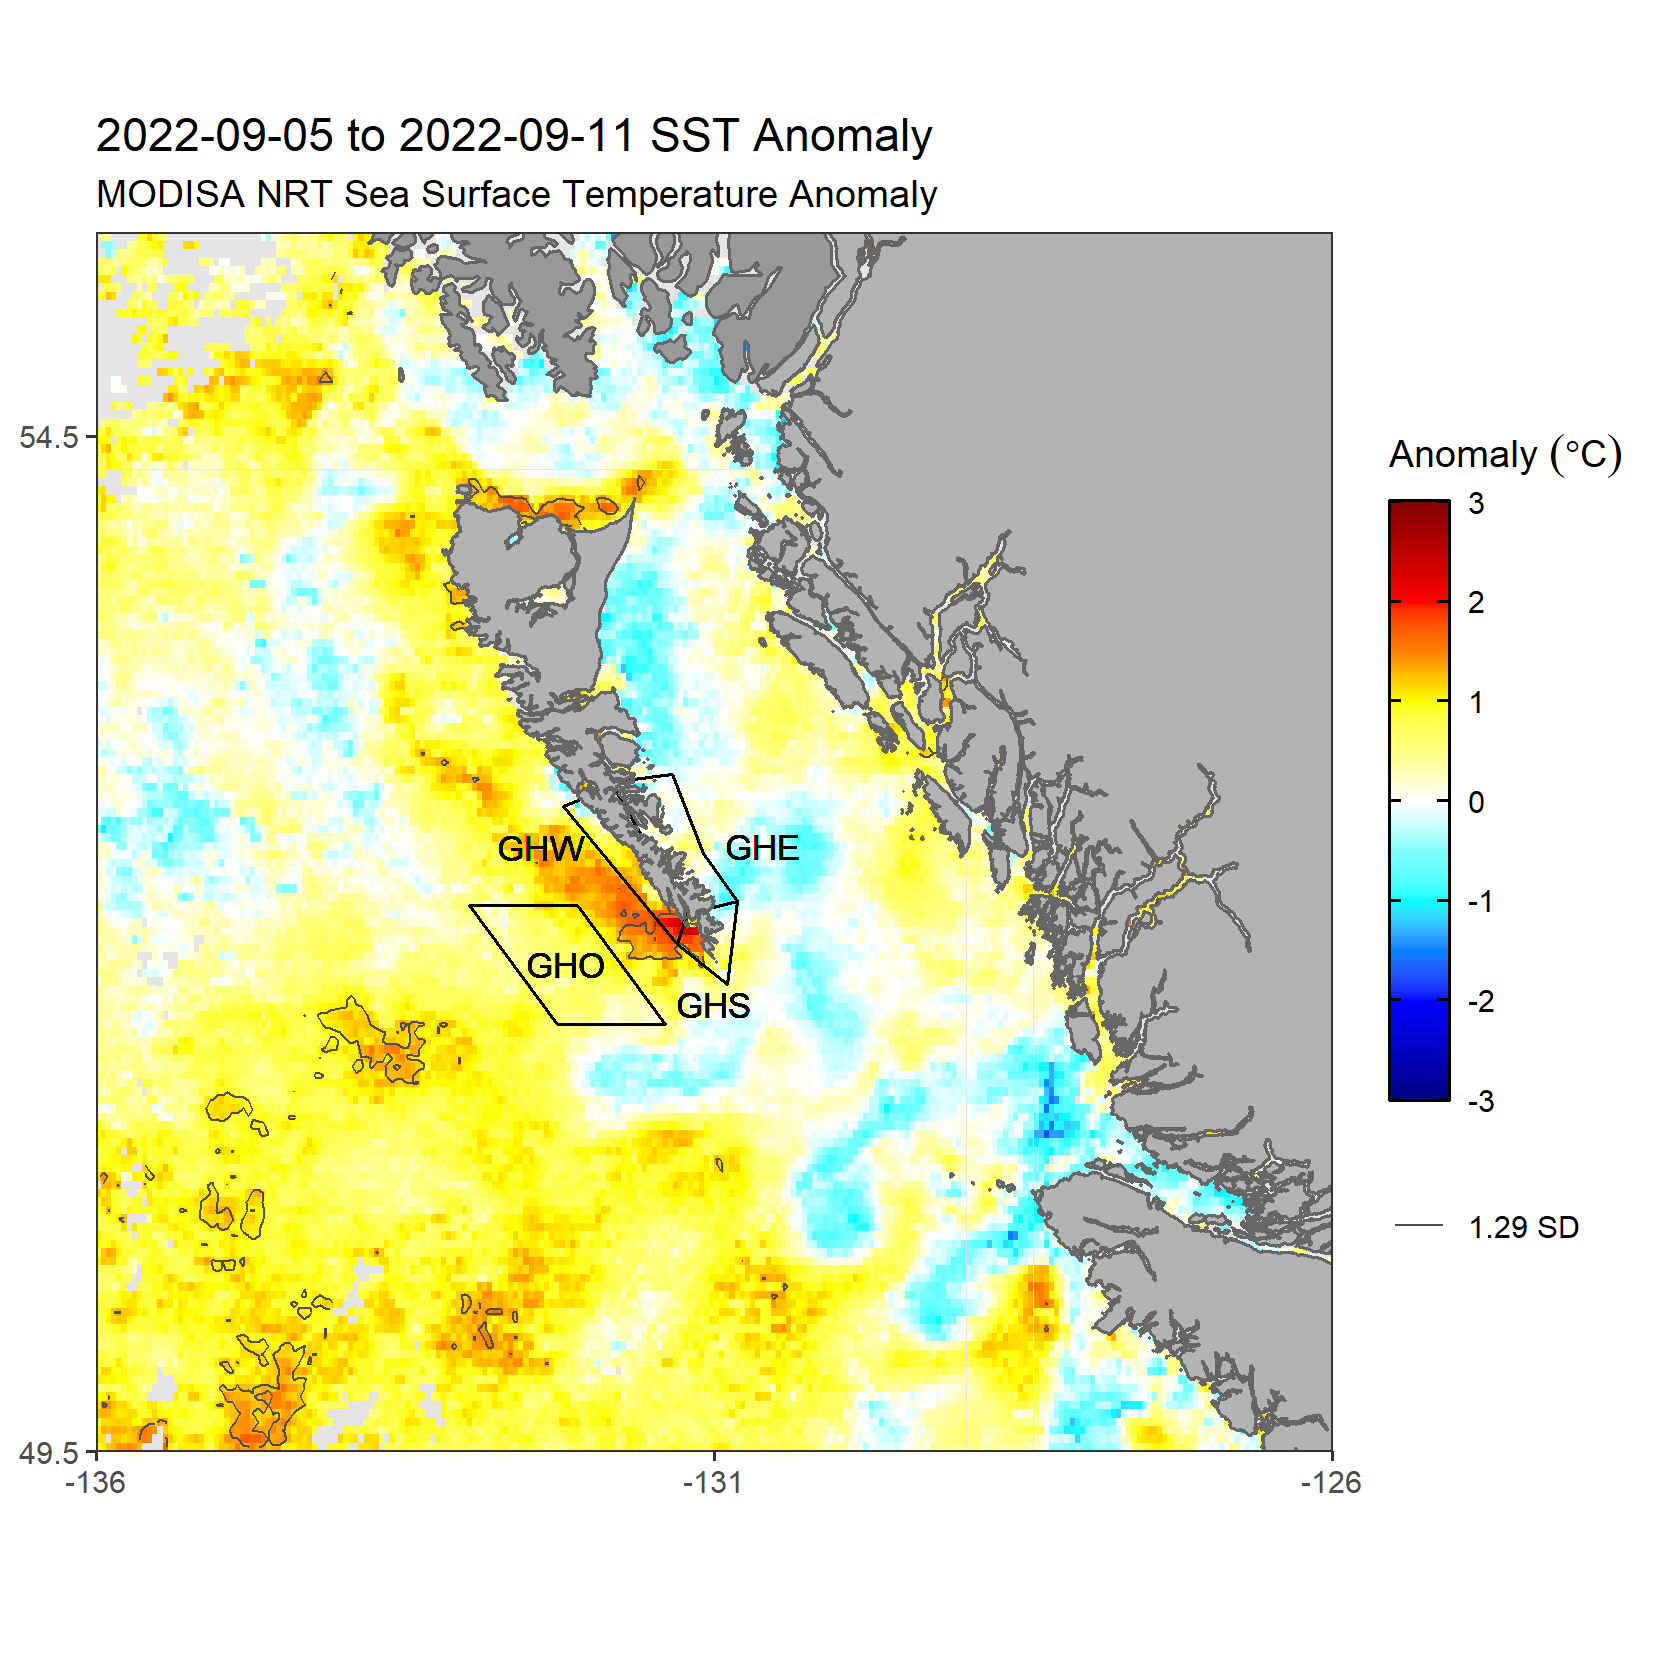 2022-09-05 to 2022-09-11 SST Anomaly
MODISA NRT Sea Surface Temperature Anomaly
54.5
49.5
-136
-131
-126
GHW
GHE
GHO
GHS
Anomaly (°C)
3
2
1
0
-1
-2
-3
1.29 SD